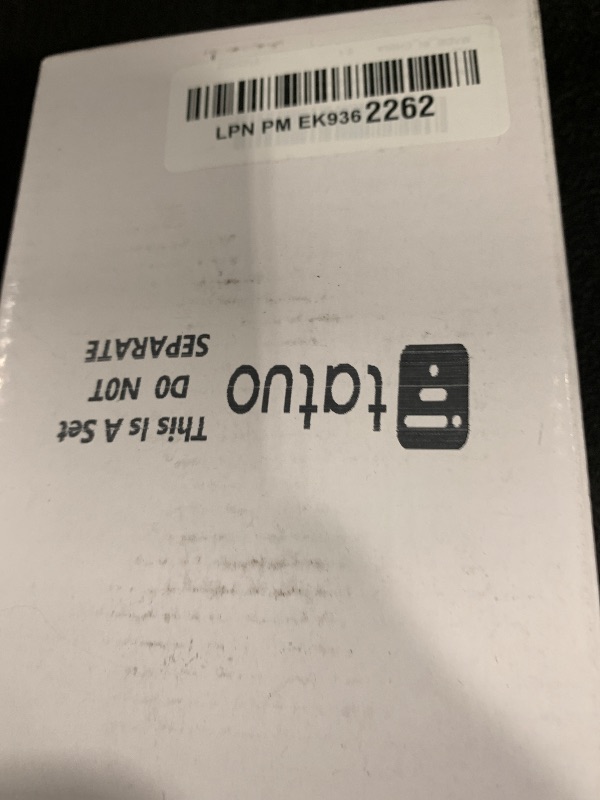 LPN PM EK936 2262
tatuo
This Is A Set
DO NOT
SEPARATE